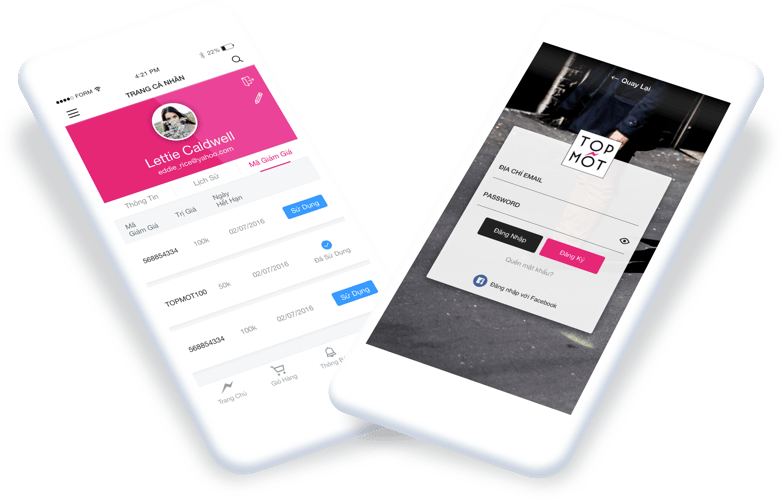 FORM
4:21 PM
22%
TRANG CÁ NHÂN
Lettie Caldwell
eddie_rice@yahoo.com
Thông Tin
Lịch Sử
Mã Giảm Giá
Mã
Giảm Giá
Trị Giá
Ngày
Hết Hạn
568854334
100k
02/07/2016
Sử Dụng
TOPMOT100
50k
02/07/2016
Đã Sử Dụng
568854334
100k
02/07/2016
Sử Dụng
Trang Chủ
Giỏ Hàng
Thông
← Quay Lại
TOP
MỐT
ĐỊA CHỈ EMAIL
PASSWORD
Đăng Nhập
Đăng Ký
Quên mật khẩu?
Đăng nhập với Facebook